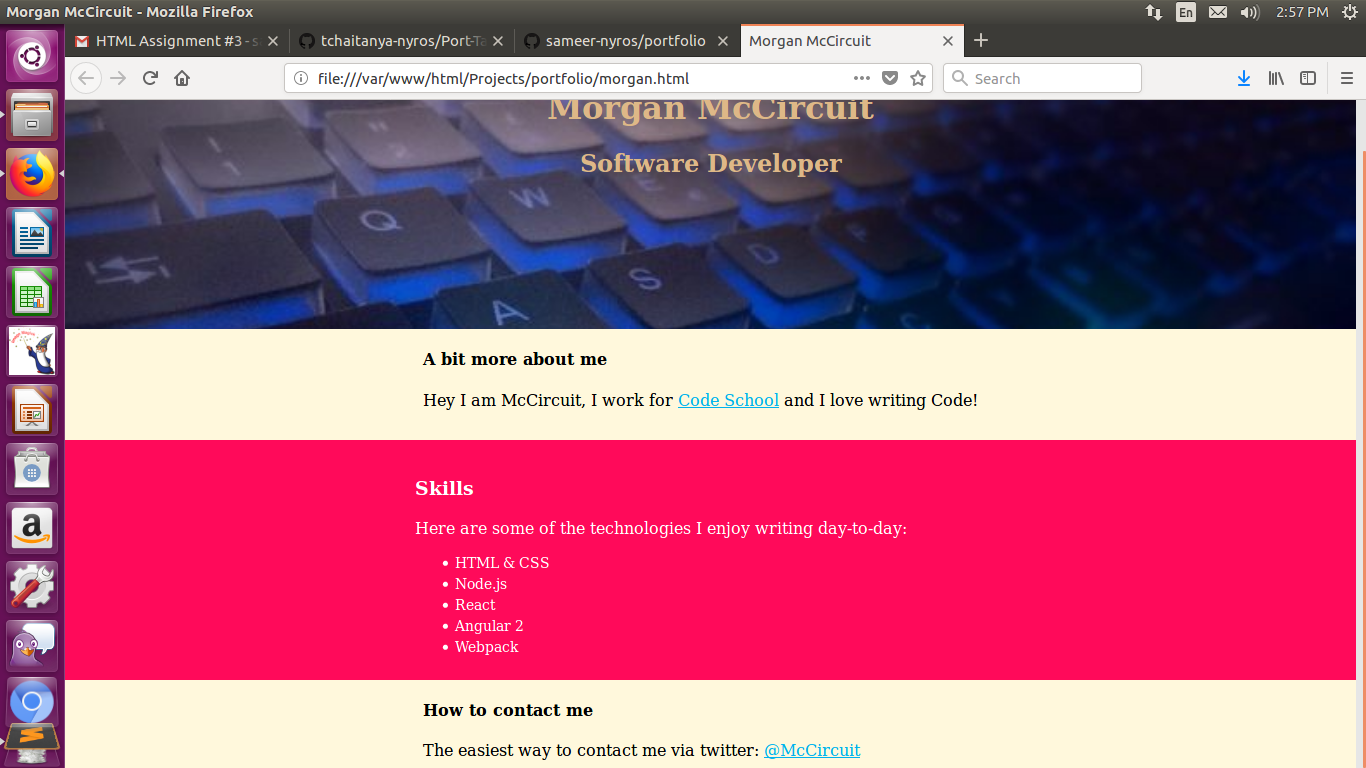 Morgan McCircuit - Mozilla Firefox
En
2:57 PM
HTML Assignment #3 - s
tchaitanya-nyros/Port-Ta
sameer-nyros/portfolio
Morgan McCircuit
file:///var/www/html/Projects/portfolio/morgan.html
Search
Morgan McCircuit
Software Developer
Q
W
E
A
S
D
F
C
A bit more about me
Hey I am McCircuit, I work for Code School and I love writing Code!
Skills
Here are some of the technologies I enjoy writing day-to-day:
• HTML & CSS
• Node.js
• React
• Angular 2
• Webpack
How to contact me
The easiest way to contact me via twitter: @McCircuit